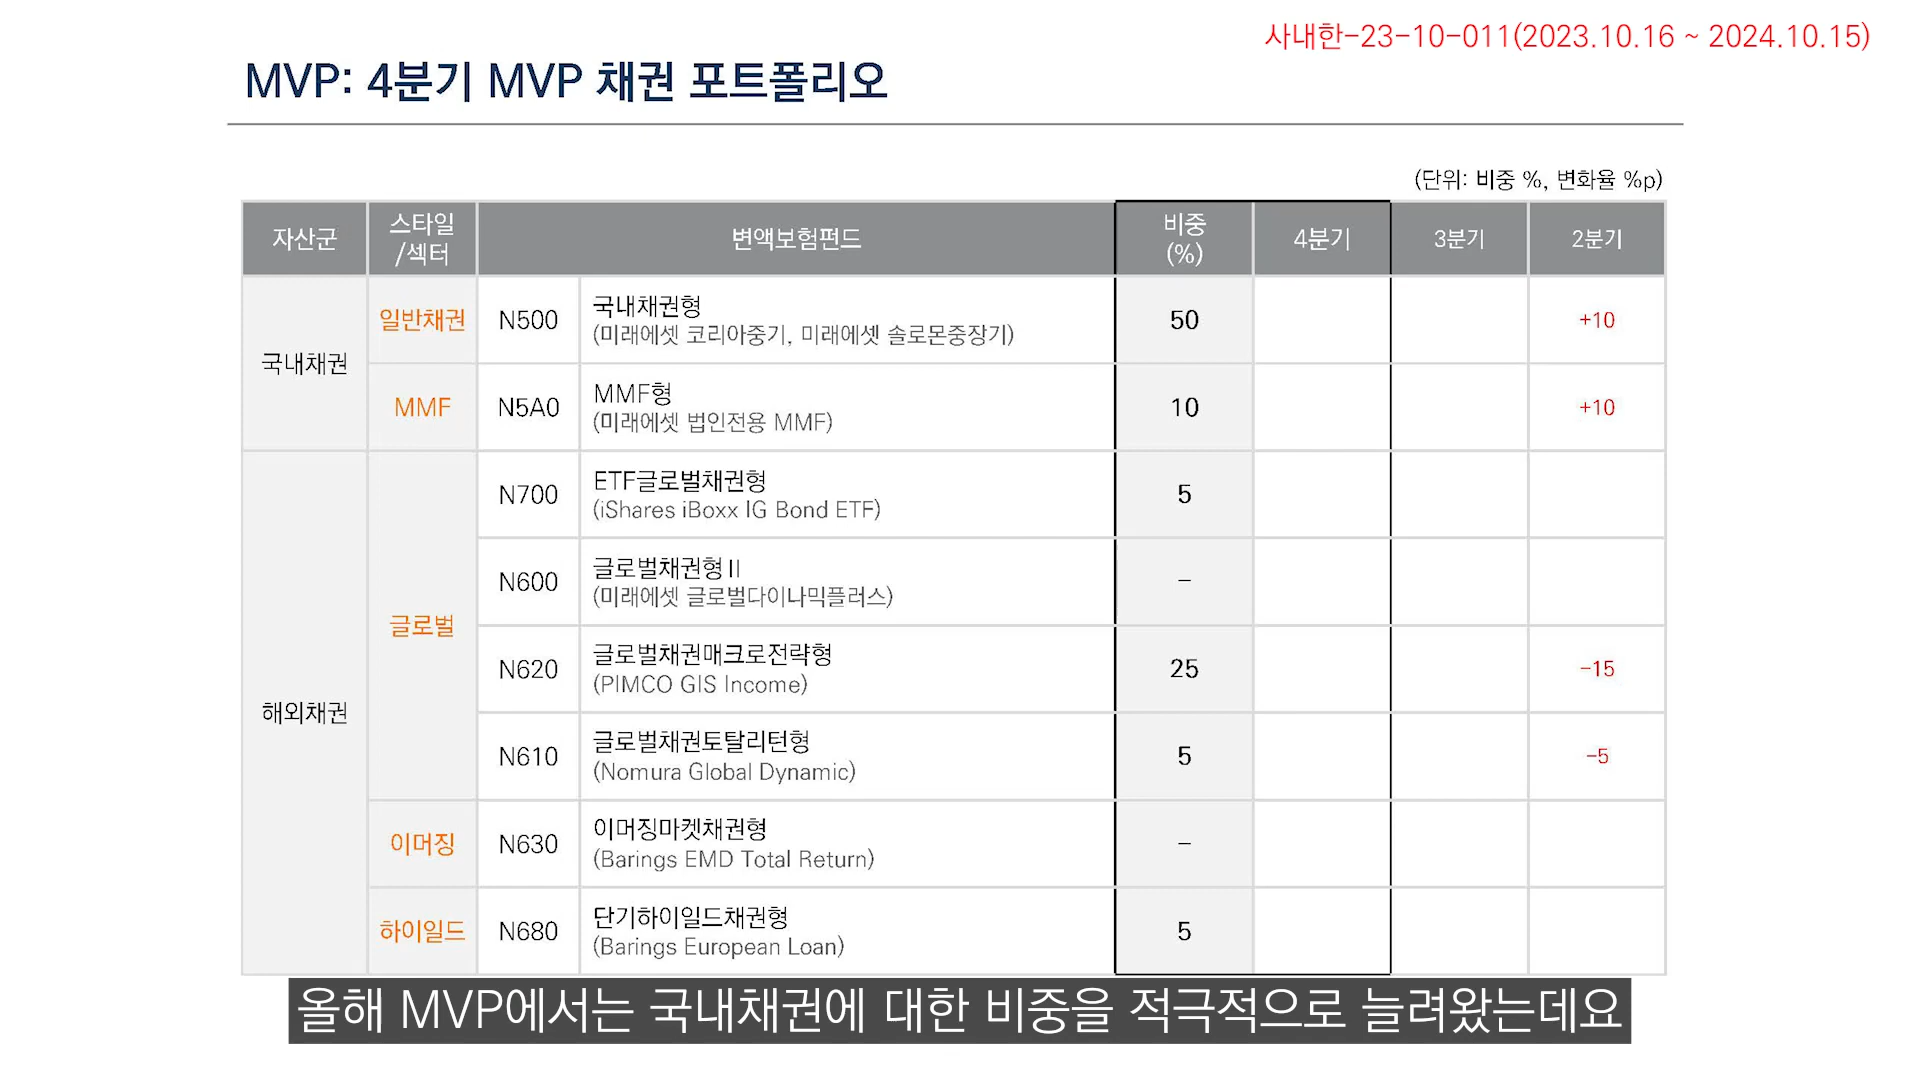 사내한-23-10-011(2023.10.16 ~ 2024.10.15)
MVP: 4분기 MVP 채권 포트폴리오
(단위: 비중 %, 변화율 %p)
자산군 스타일/섹터 변액보험펀드 비중(%) 4분기 3분기 2분기
국내채권
일반채권 N500 국내채권형 50 +10
(미래에셋 코리아중기, 미래에셋 솔로몬중장기)
MMF N5A0 MMF형 10 +10
(미래에셋 법인전용 MMF)
해외채권
글로벌
N700 ETF글로벌채권형 5
(iShares iBoxx IG Bond ETF)
N600 글로벌채권형Ⅱ -
(미래에셋 글로벌다이나믹플러스)
N620 글로벌채권매크로전략형 25 -15
(PIMCO GIS Income)
N610 글로벌채권토탈리턴형 5 -5
(Nomura Global Dynamic)
이머징 N630 이머징마켓채권형 -
(Barings EMD Total Return)
하이일드 N680 단기하이일드채권형 5
(Barings European Loan)
올해 MVP에서는 국내채권에 대한 비중을 적극적으로 늘려왔는데요